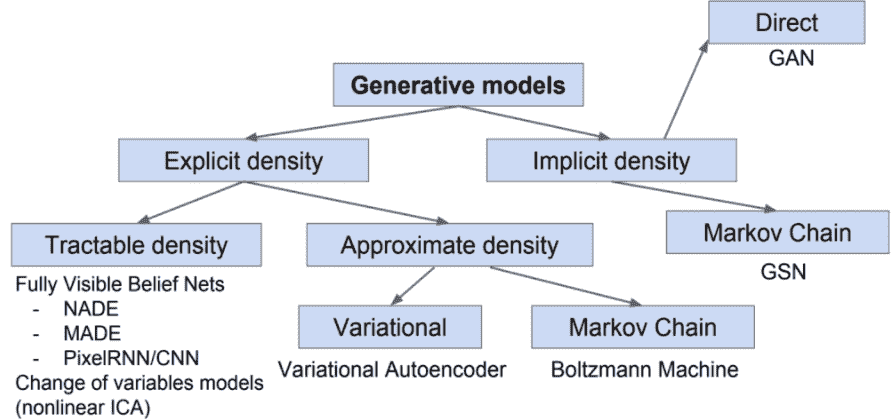 Direct
GAN
Generative models
Explicit density
Implicit density
Tractable density
Approximate density
Markov Chain
GSN
Fully Visible Belief Nets
- NADE
- MADE
- PixelRNN/CNN
Change of variables models
(nonlinear ICA)
Variational
Variational Autoencoder
Markov Chain
Boltzmann Machine